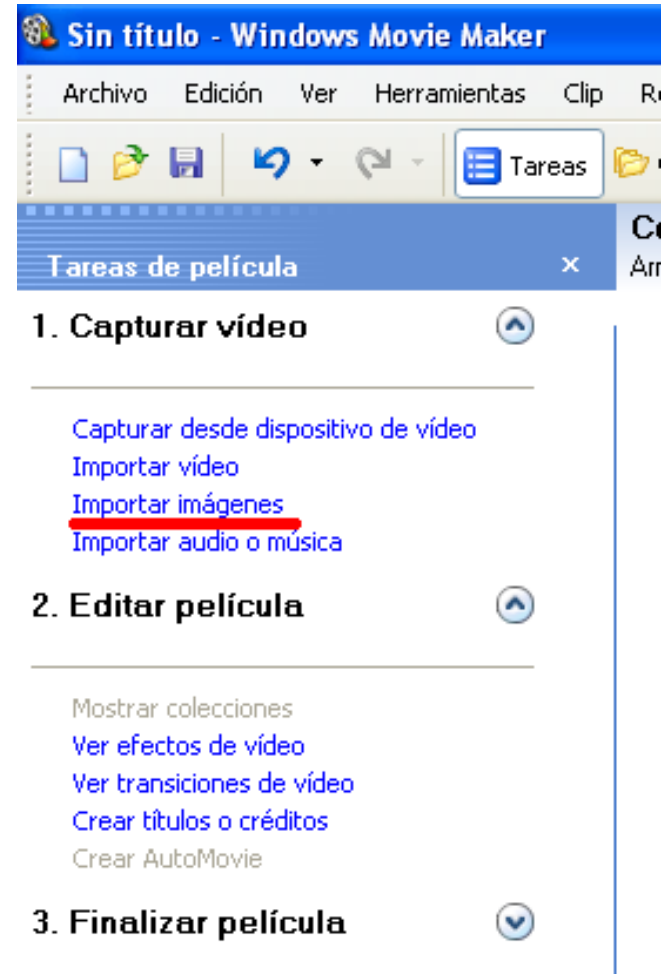 Sin título - Windows Movie Maker
Archivo Edición Ver Herramientas Clip
Tareas
Tareas de película
1. Capturar vídeo
Capturar desde dispositivo de vídeo
Importar vídeo
Importar imágenes
Importar audio o música
2. Editar película
Mostrar colecciones
Ver efectos de vídeo
Ver transiciones de vídeo
Crear títulos o créditos
Crear AutoMovie
3. Finalizar película